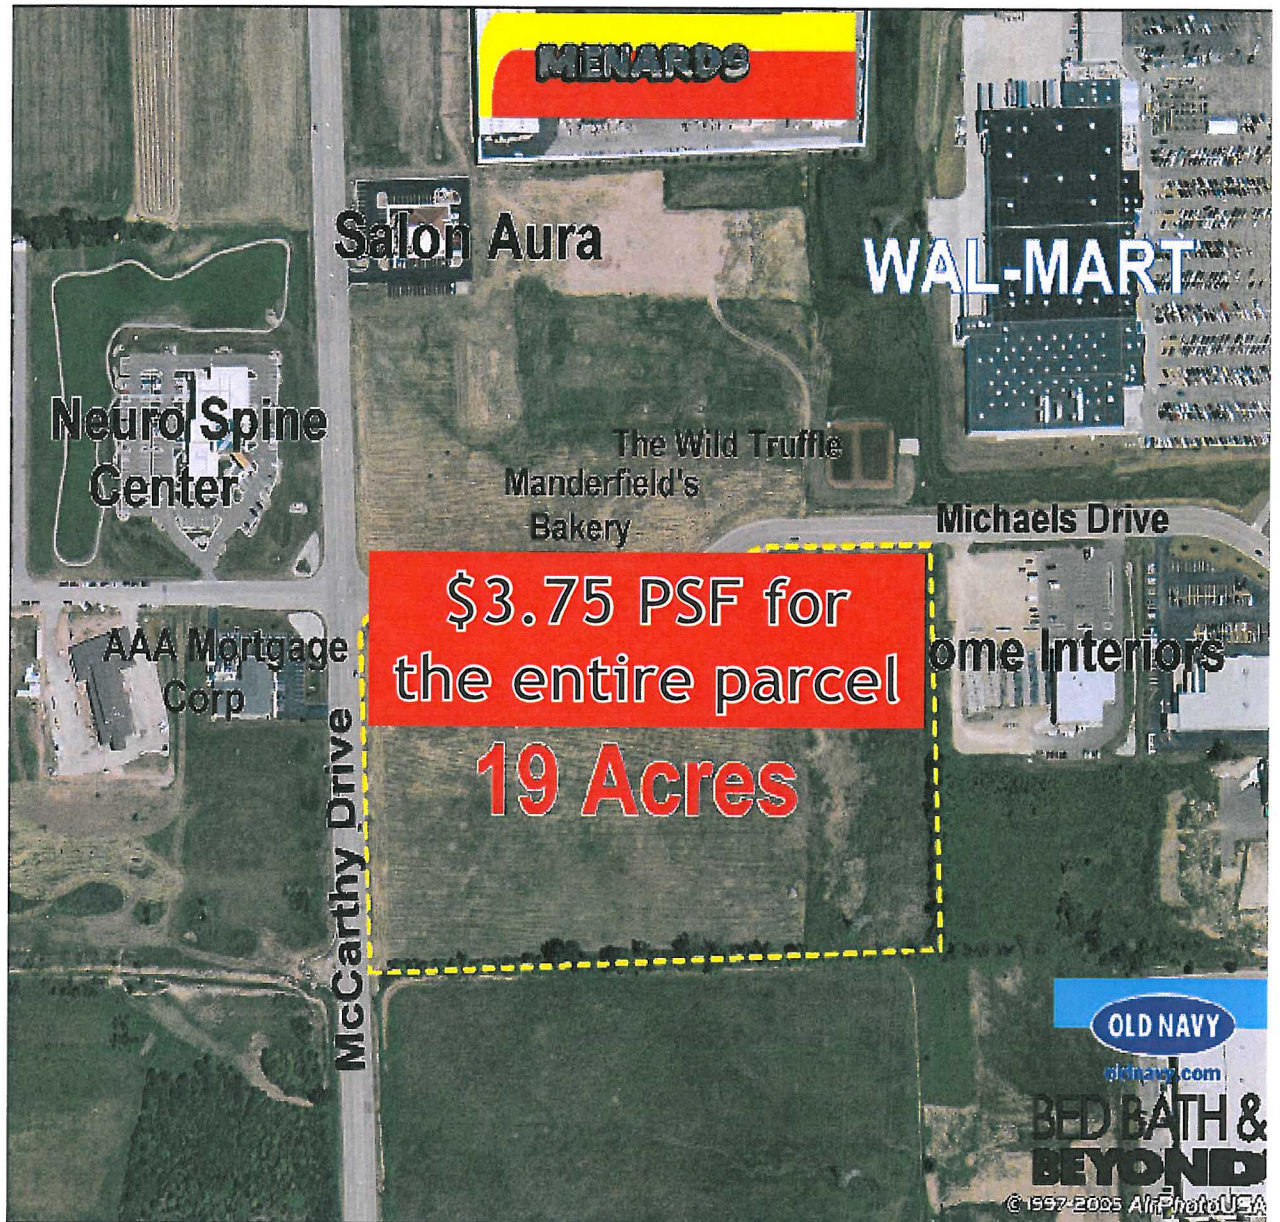 MENARDS
Salon Aura
WAL-MART
Neuro Spine
Center
The Wild Truffle
Manderfield's
Bakery
Michaels Drive
$3.75 PSF for
the entire parcel
19 Acres
AAA Mortgage
Corp
ome Interiors
McCarthy Drive
OLD NAVY
oldnavy.com
BED BATH &
BEYOND
© 1997-2005 AirPhotoUSA